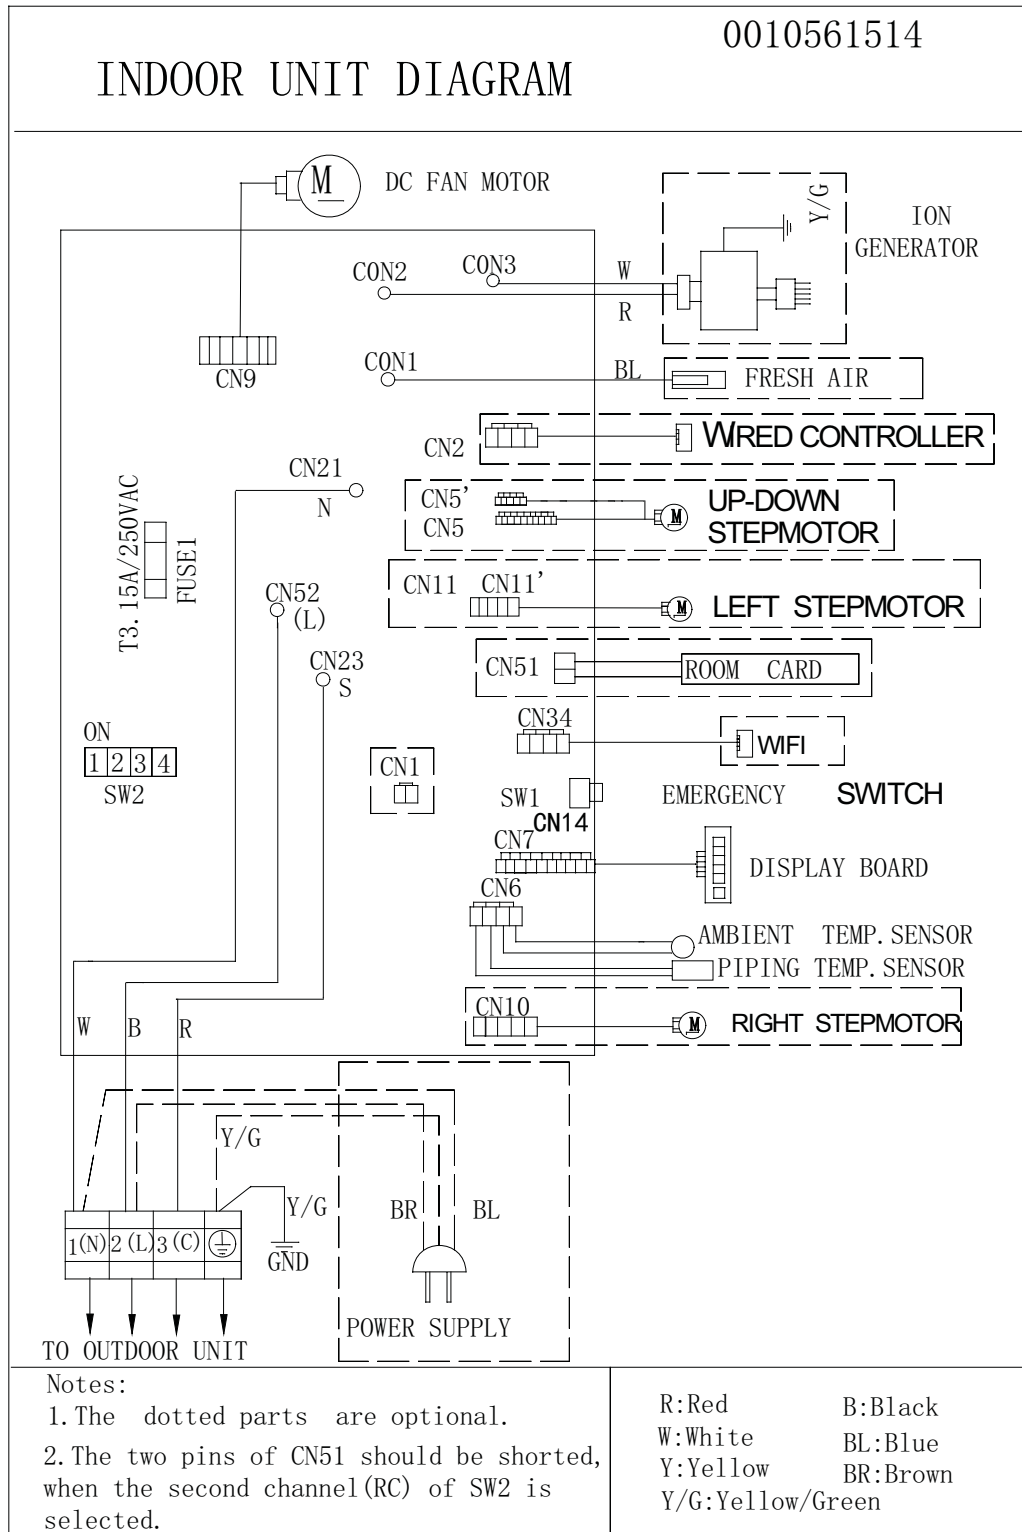 0010561514
INDOOR UNIT DIAGRAM
M DC FAN MOTOR
Y/G
ION
GENERATOR
CON2 CON3 W
R
CN9
CON1 BL FRESH AIR
CN2 WIRED CONTROLLER
CN21
N
CN5'
CN5
M
UP-DOWN
STEPMOTOR
T3.15A/250VAC
FUSE1
CN11 CN11' M LEFT STEPMOTOR
CN52
(L)
CN23
S
CN51 ROOM CARD
CN34
WIFI
ON
1 2 3 4
SW2
CN1
SW1 EMERGENCY SWITCH
CN14
CN7
DISPLAY BOARD
CN6
AMBIENT TEMP.SENSOR
PIPING TEMP.SENSOR
CN10 M RIGHT STEPMOTOR
W B R
Y/G
Y/G
BR BL
1(N) 2(L) 3(C)
GND
POWER SUPPLY
TO OUTDOOR UNIT
Notes:
1.The dotted parts are optional.
2.The two pins of CN51 should be shorted,
when the second channel(RC) of SW2 is
selected.
R:Red B:Black
W:White BL:Blue
Y:Yellow BR:Brown
Y/G:Yellow/Green